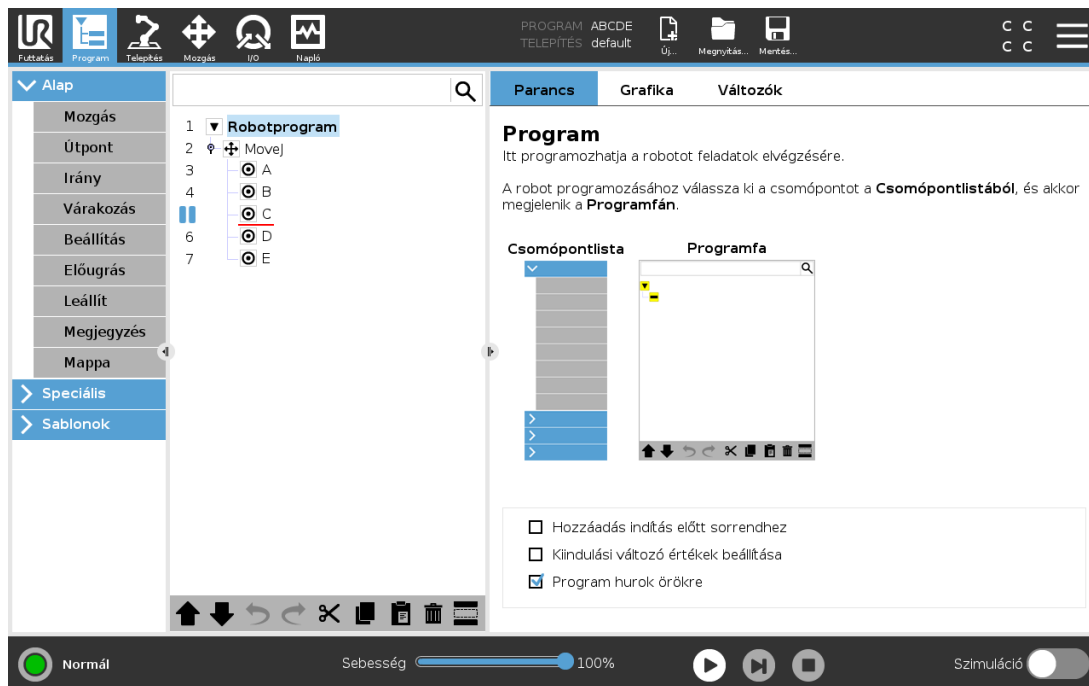 UR PROGRAM ABCDE
TELEPÍTÉS default
C C
C C
Futtatás Program Telepítés Mozgás I/O Napló Új... Megnyitás... Mentés...
Alap
Mozgás
Útpont
Irány
Várakozás
Beállítás
Előugrás
Leállít
Megjegyzés
Mappa
Speciális
Sablonok
1 Robotprogram
2 MoveJ
3 A
4 B
C
6 D
7 E
Parancs Grafika Változók
Program
Itt programozhatja a robotot feladatok elvégzésére.
A robot programozásához válassza ki a csomópontot a Csomópontlistából, és akkor
megjelenik a Programfán.
Csomópontlista Programfa
Hozzáadás indítás előtt sorrendhez
Kiindulási változó értékek beállítása
Program hurok örökre
Normál Sebesség 100% Szimuláció